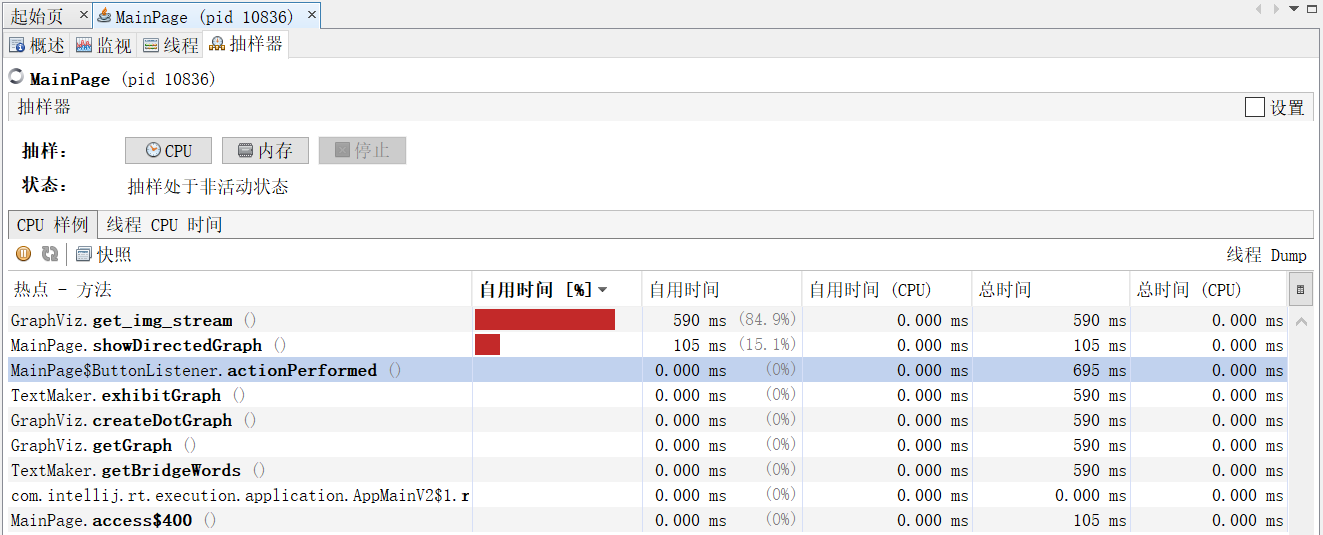 起始页 × MainPage (pid 10836) ×
概述 监视 线程 抽样器
MainPage (pid 10836)
抽样器 设置
抽样： CPU 内存 停止
状态： 抽样处于非活动状态
CPU 样例 线程 CPU 时间
快照 线程 Dump
热点 - 方法 自用时间 [%] 自用时间 自用时间 (CPU) 总时间 总时间 (CPU)
GraphViz.get_img_stream () 590 ms (84.9%) 0.000 ms 590 ms 0.000 ms
MainPage.showDirectedGraph () 105 ms (15.1%) 0.000 ms 105 ms 0.000 ms
MainPage$ButtonListener.actionPerformed () 0.000 ms (0%) 0.000 ms 695 ms 0.000 ms
TextMaker.exhibitGraph () 0.000 ms (0%) 0.000 ms 590 ms 0.000 ms
GraphViz.createDotGraph () 0.000 ms (0%) 0.000 ms 590 ms 0.000 ms
GraphViz.getGraph () 0.000 ms (0%) 0.000 ms 590 ms 0.000 ms
TextMaker.getBridgeWords () 0.000 ms (0%) 0.000 ms 590 ms 0.000 ms
com.intellij.rt.execution.application.AppMainV2$1.r 0.000 ms (0%) 0.000 ms 0.000 ms 0.000 ms
MainPage.access$400 () 0.000 ms (0%) 0.000 ms 105 ms 0.000 ms